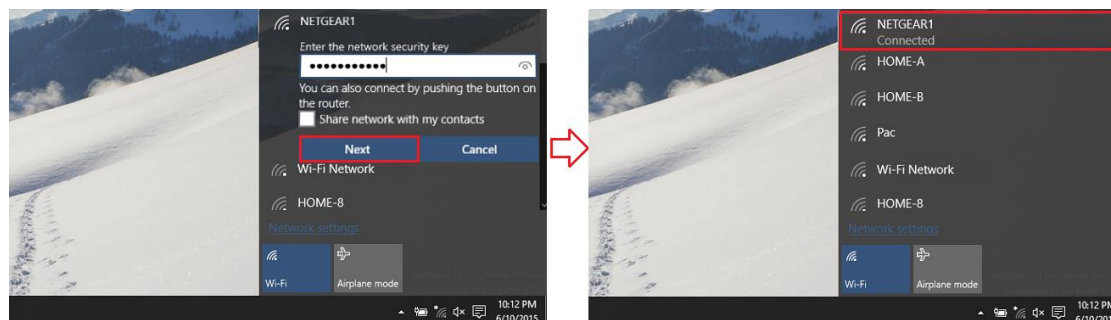 NETGEAR1
Enter the network security key
You can also connect by pushing the button on
the router.
Share network with my contacts
Next Cancel
Wi-Fi Network
HOME-8
Network settings
Wi-Fi Airplane mode
10:12 PM
6/10/2015
NETGEAR1
Connected
HOME-A
HOME-B
Pac
Wi-Fi Network
HOME-8
Network settings
Wi-Fi Airplane mode
10:12 PM
6/10/201